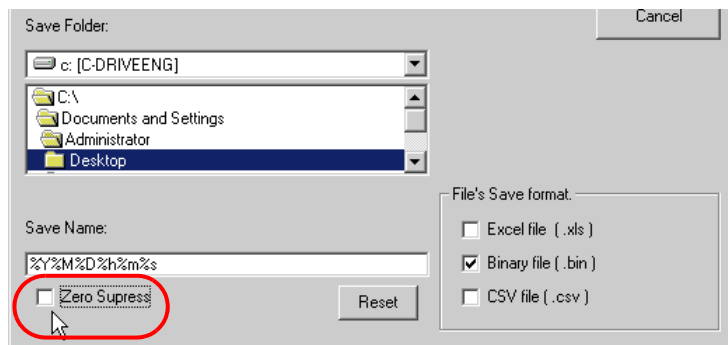 Save Folder:
Cancel
c: [C-DRIVEENG]
C:\
Documents and Settings
Administrator
Desktop
File's Save format.
Save Name:
Excel file ( .xls )
%Y%M%D%h%m%s
Binary file ( .bin )
Zero Supress
Reset
CSV file ( .csv )